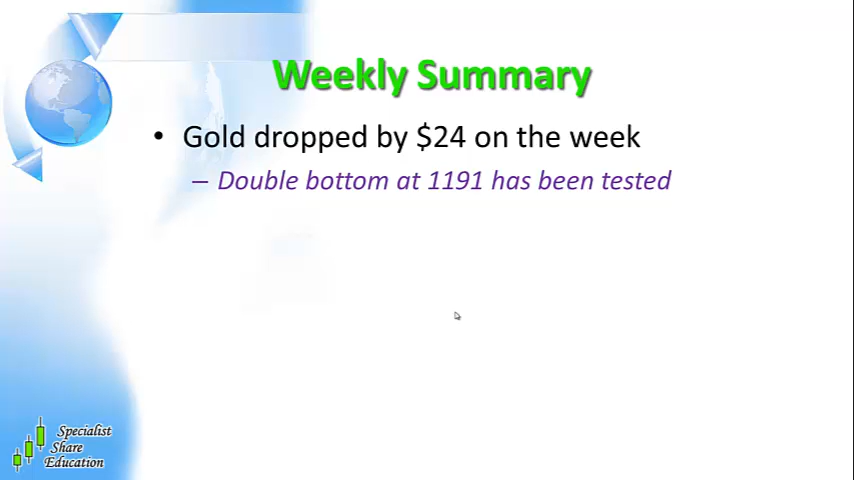 Weekly Summary
• Gold dropped by $24 on the week
– Double bottom at 1191 has been tested
Specialist
Share
Education